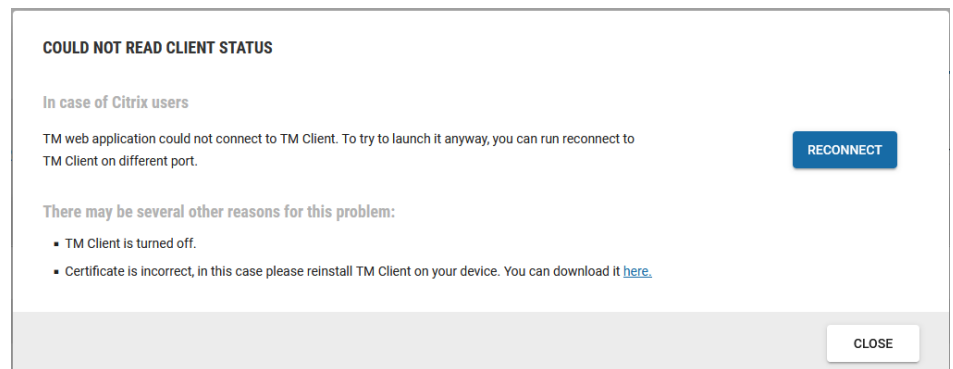 COULD NOT READ CLIENT STATUS
In case of Citrix users
TM web application could not connect to TM Client. To try to launch it anyway, you can run reconnect to
TM Client on different port.
RECONNECT
There may be several other reasons for this problem:
▪ TM Client is turned off.
▪ Certificate is incorrect, in this case please reinstall TM Client on your device. You can download it here.
CLOSE